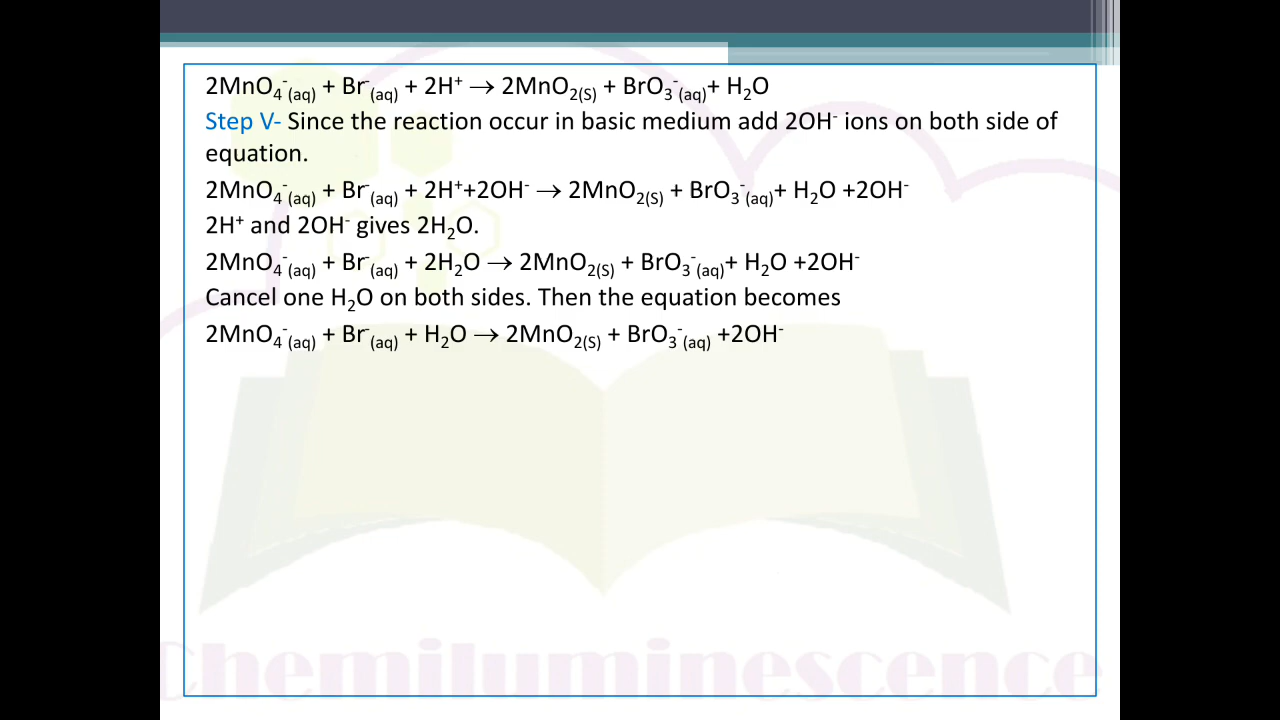 2MnO₄⁻(aq) + Br⁻(aq) + 2H⁺ → 2MnO₂(S) + BrO₃⁻(aq)+ H₂O
Step V- Since the reaction occur in basic medium add 2OH⁻ ions on both side of
equation.
2MnO₄⁻(aq) + Br⁻(aq) + 2H⁺+2OH⁻ → 2MnO₂(S) + BrO₃⁻(aq)+ H₂O +2OH⁻
2H⁺ and 2OH⁻ gives 2H₂O.
2MnO₄⁻(aq) + Br⁻(aq) + 2H₂O → 2MnO₂(S) + BrO₃⁻(aq)+ H₂O +2OH⁻
Cancel one H₂O on both sides. Then the equation becomes
2MnO₄⁻(aq) + Br⁻(aq) + H₂O → 2MnO₂(S) + BrO₃⁻(aq) +2OH⁻
Chemiluminescence